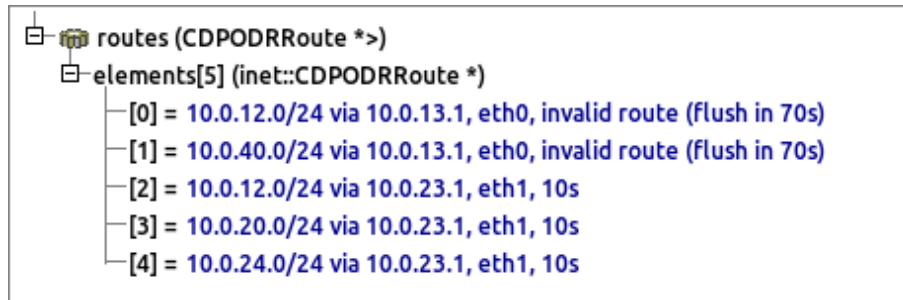 routes (CDPODRRoute *>)
elements[5] (inet::CDPODRRoute *)
[0] = 10.0.12.0/24 via 10.0.13.1, eth0, invalid route (flush in 70s)
[1] = 10.0.40.0/24 via 10.0.13.1, eth0, invalid route (flush in 70s)
[2] = 10.0.12.0/24 via 10.0.23.1, eth1, 10s
[3] = 10.0.20.0/24 via 10.0.23.1, eth1, 10s
[4] = 10.0.24.0/24 via 10.0.23.1, eth1, 10s